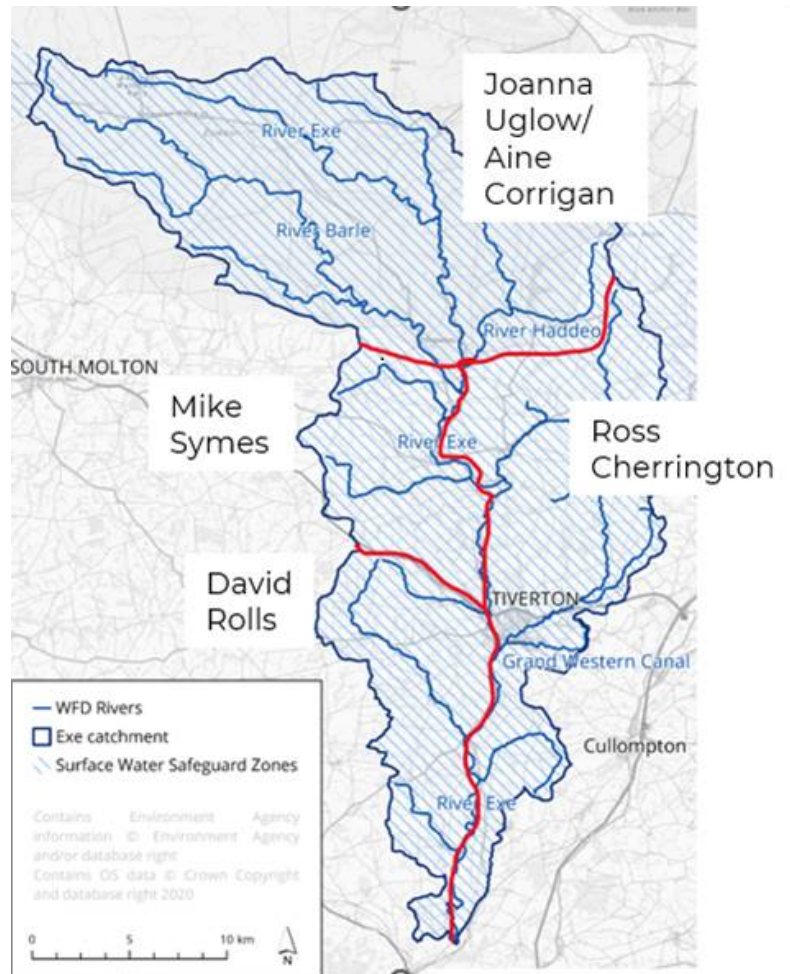 Joanna
Uglow/
Aine
Corrigan
River Exe
River Barle
River Haddeo
SOUTH MOLTON
Mike
Symes
River Exe
Ross
Cherrington
David
Rolls
TIVERTON
Grand Western Canal
Cullompton
River Exe
WFD Rivers
Exe catchment
Surface Water Safeguard Zones
Contains Environment Agency
information © Environment Agency
and/or database right
Contains OS data © Crown Copyright
and database right 2020
0 5 10 km
N